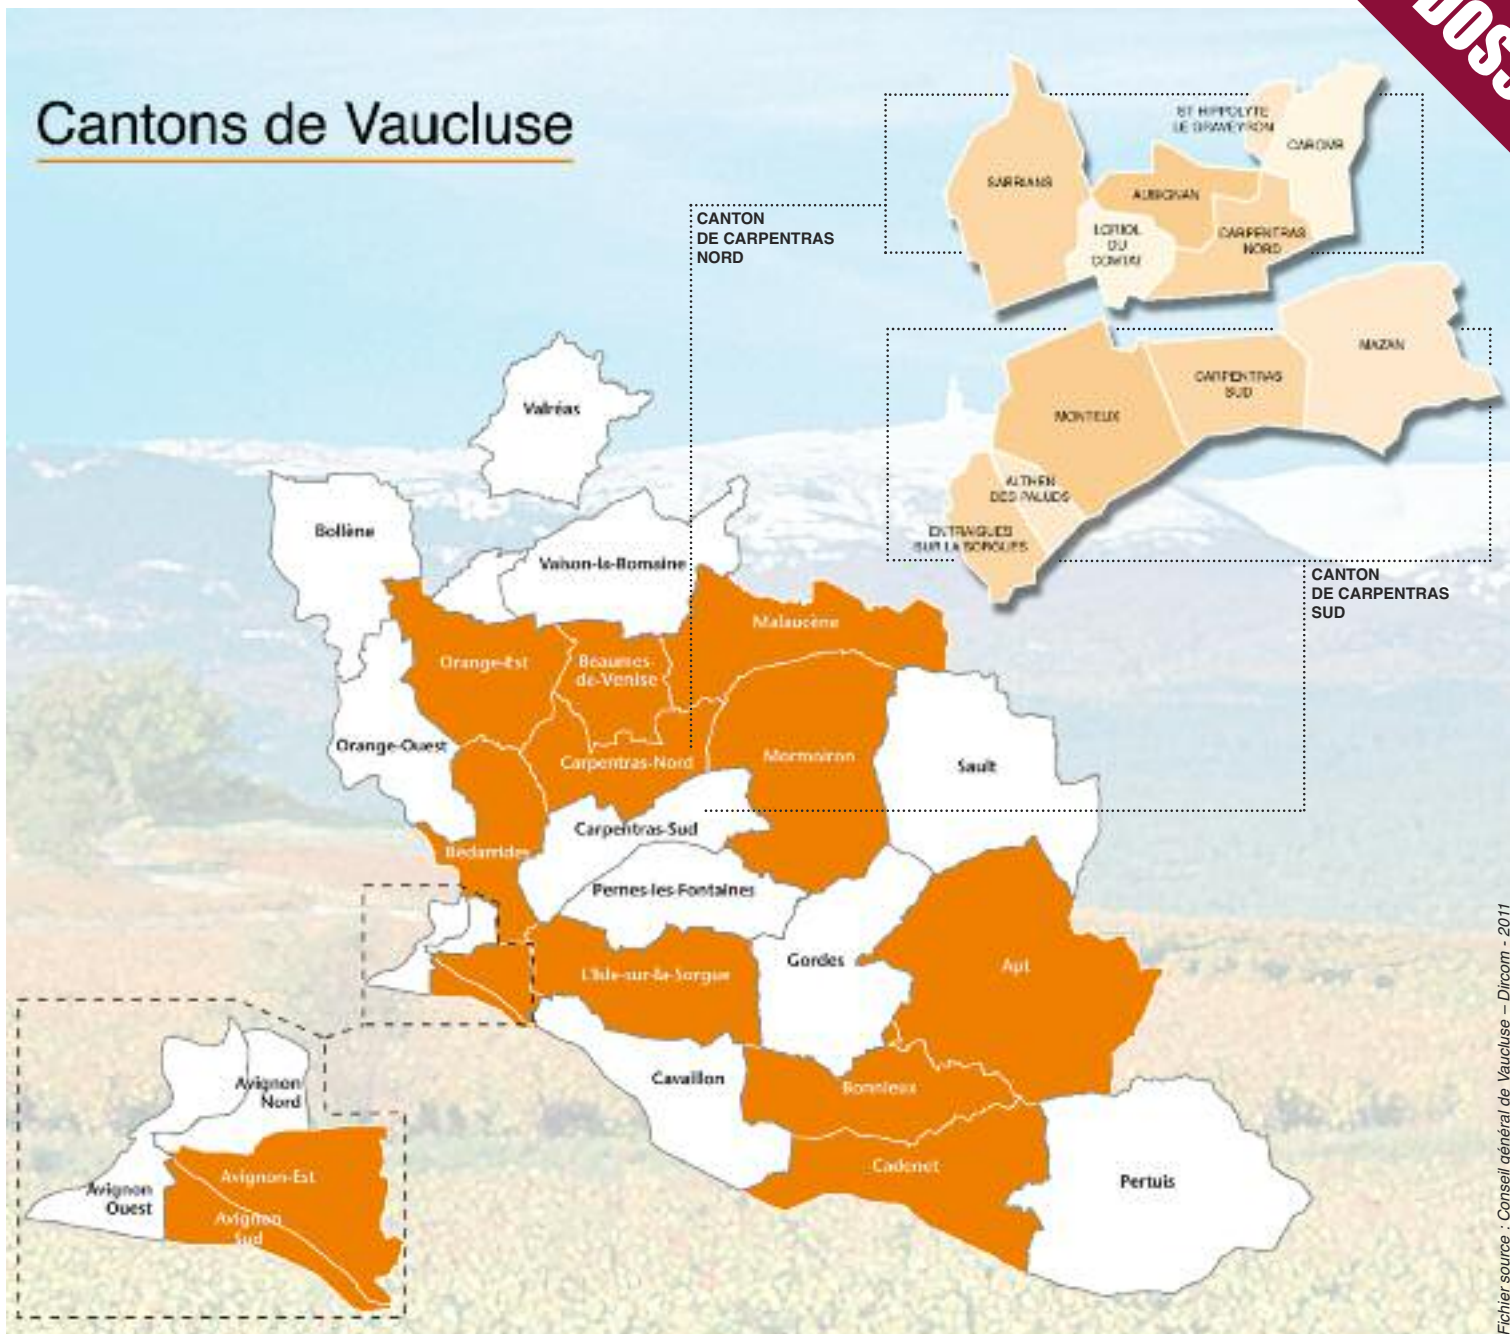 DOSS
Cantons de Vaucluse
CANTON
DE CARPENTRAS
NORD
SARRIANS
ST HIPPOLYTE
LE GRAVEYRON
CAROMB
AUBIGNAN
LORIOL
DU
COMTAT
CARPENTRAS
NORD
MAZAN
CARPENTRAS
SUD
MONTEUX
ALTHEN
DES PALUDS
ENTRAIGUES
SUR LA SORGUES
CANTON
DE CARPENTRAS
SUD
Valréas
Bollène
Vaison-la-Romaine
Malaucène
Orange-Est
Beaumes-
de-Venise
Orange-Ouest
Carpentras-Nord
Mormoiron
Sault
Carpentras-Sud
Bédarrides
Pernes-les-Fontaines
L'Isle-sur-la-Sorgue
Gordes
Apt
Cavaillon
Bonnieux
Cadenet
Pertuis
Avignon
Nord
Avignon-Est
Avignon
Ouest
Avignon
Sud
Fichier source : Conseil général de Vaucluse – Dircom - 2011